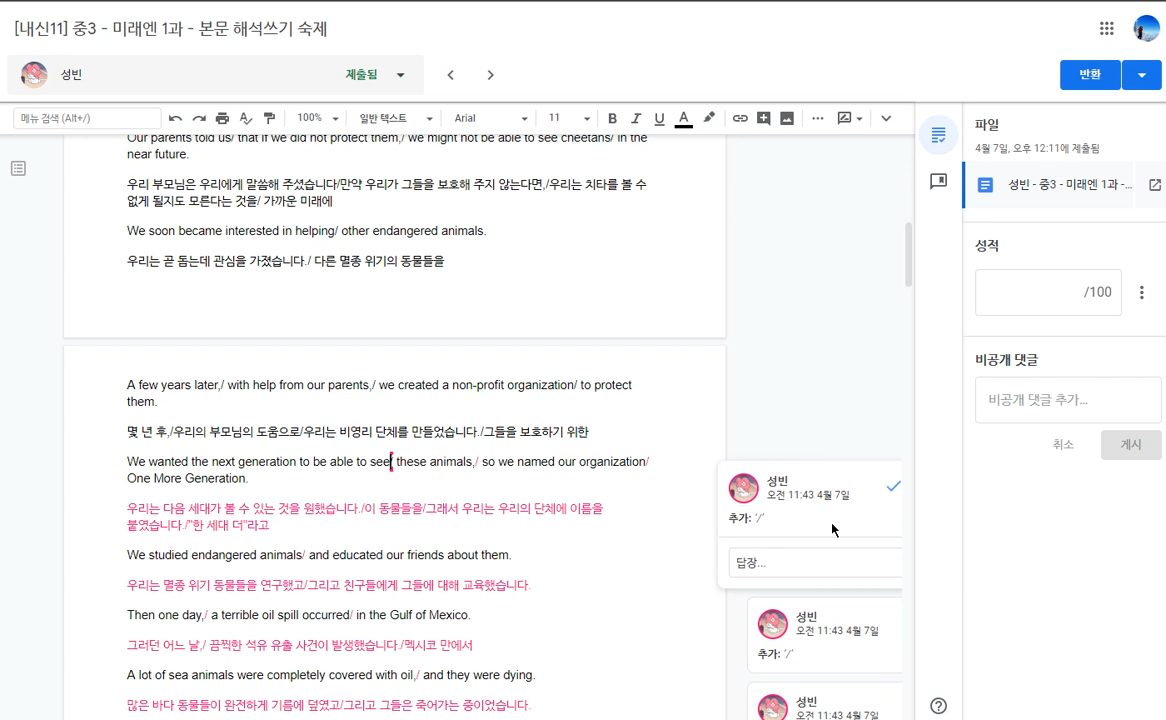 [내신11] 중3 - 미래엔 1과 - 본문 해석쓰기 숙제
성빈
제출됨
반환
메뉴 검색 (Alt+/)
100%
일반 텍스트
Arial
11
B I U A
Our parents told us/ that if we did not protect them,/ we might not be able to see cheetahs/ in the
near future.
우리 부모님은 우리에게 말씀해 주셨습니다/만약 우리가 그들을 보호해 주지 않는다면,/우리는 치타를 볼 수
없게 될지도 모른다는 것을/ 가까운 미래에
We soon became interested in helping/ other endangered animals.
우리는 곧 돕는데 관심을 가졌습니다./ 다른 멸종 위기의 동물들을
A few years later,/ with help from our parents,/ we created a non-profit organization/ to protect
them.
몇 년 후,/우리의 부모님의 도움으로/우리는 비영리 단체를 만들었습니다./그들을 보호하기 위한
We wanted the next generation to be able to see/ these animals,/ so we named our organization/
One More Generation.
우리는 다음 세대가 볼 수 있는 것을 원했습니다./이 동물들을/그래서 우리는 우리의 단체에 이름을
붙였습니다./"한 세대 더"라고
We studied endangered animals/ and educated our friends about them.
우리는 멸종 위기 동물들을 연구했고/그리고 친구들에게 그들에 대해 교육했습니다.
Then one day,/ a terrible oil spill occurred/ in the Gulf of Mexico.
그러던 어느 날,/ 끔찍한 석유 유출 사건이 발생했습니다./멕시코 만에서
A lot of sea animals were completely covered with oil,/ and they were dying.
많은 바다 동물들이 완전하게 기름에 덮였고/그리고 그들은 죽어가는 중이었습니다.
성빈
오전 11:43 4월 7일
추가: '/'
답장...
성빈
오전 11:43 4월 7일
추가: '/'
성빈
오전 11:43 4월 7일
파일
4월 7일, 오후 12:11에 제출됨
성빈 - 중3 - 미래엔 1과 -...
성적
/100
비공개 댓글
비공개 댓글 추가...
취소
게시